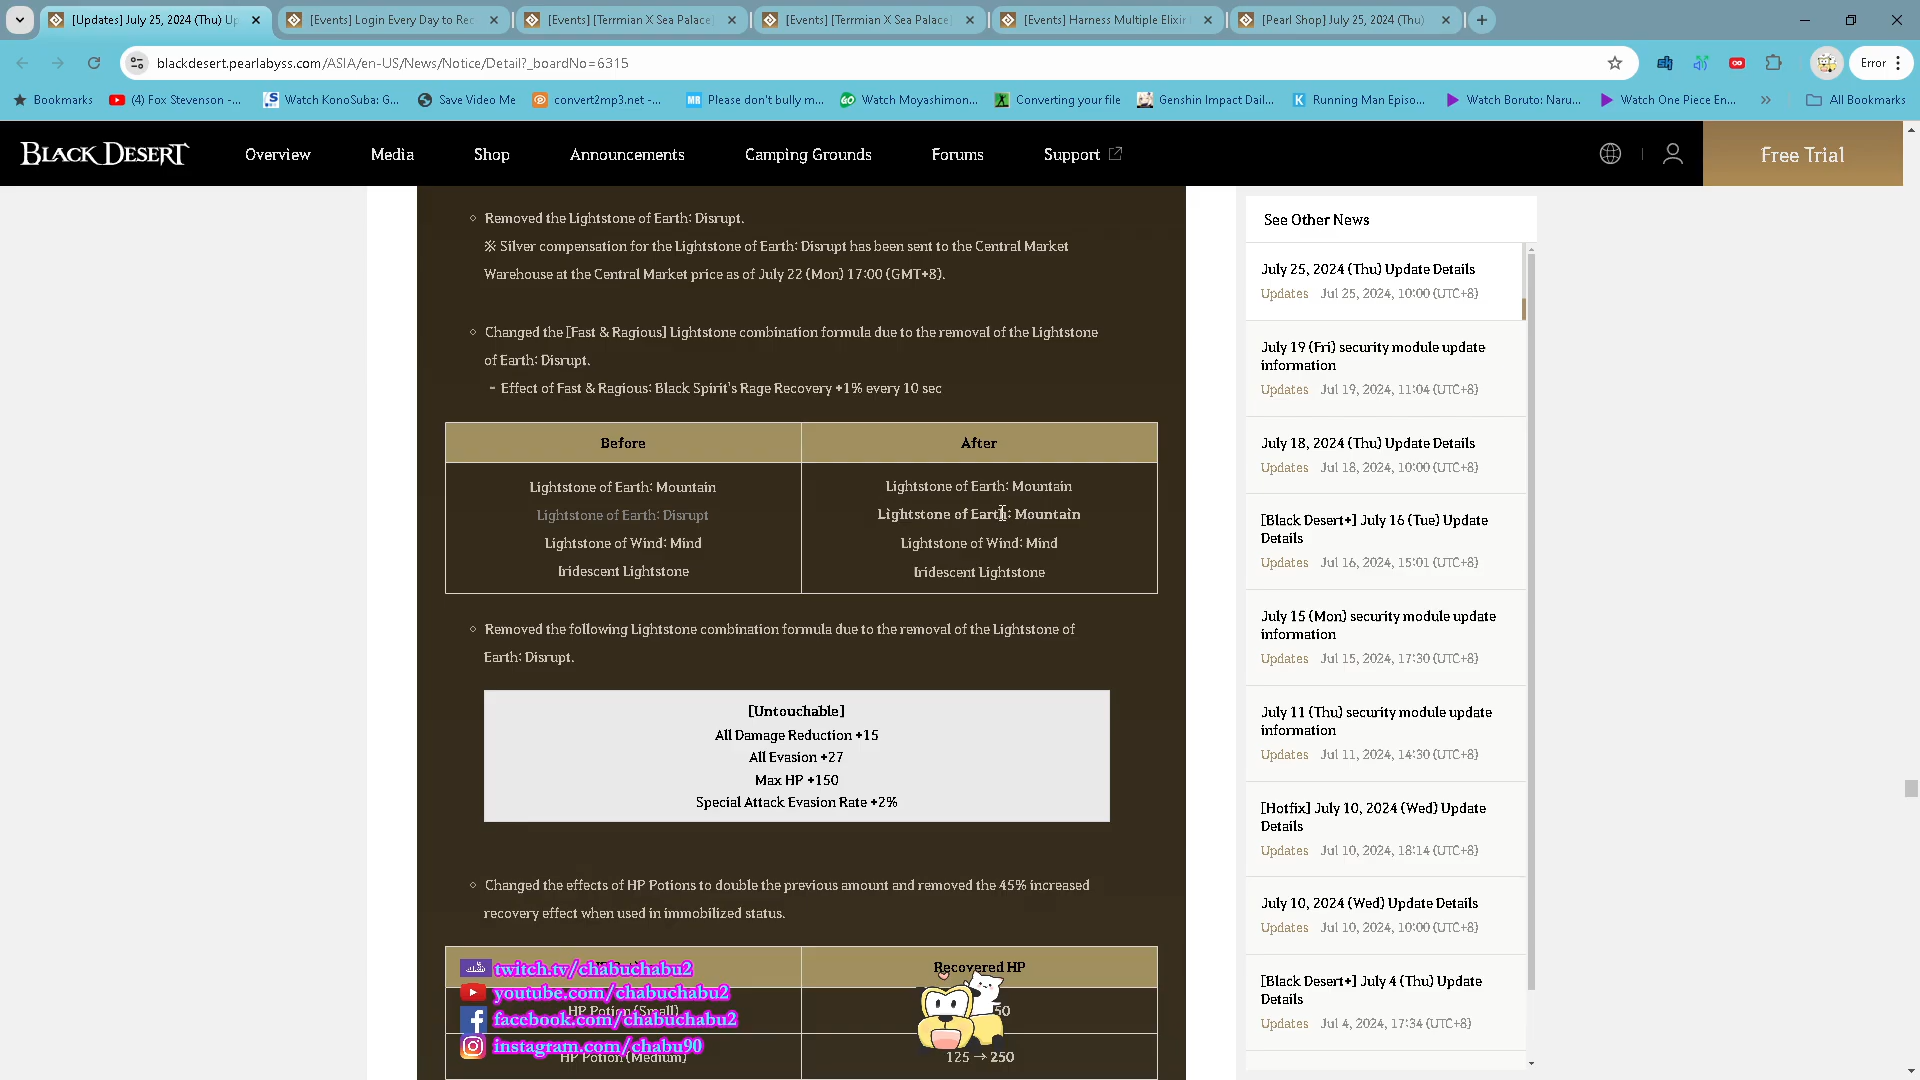 [Updates] July 25, 2024 (Thu) Up
[Events] Login Every Day to Rec
[Events] [Terrmian X Sea Palace
[Events] [Terrmian X Sea Palace
[Events] Harness Multiple Elixir
[Pearl Shop] July 25, 2024 (Thu)
blackdesert.pearlabyss.com/ASIA/en-US/News/Notice/Detail?_boardNo=6315
Error
Bookmarks
(4) Fox Stevenson -...
Watch KonoSuba: G...
Save Video Me
convert2mp3.net -...
Please don't bully m...
Watch Moyashimon...
Converting your file
Genshin Impact Dail...
Running Man Episo...
Watch Boruto: Naru...
Watch One Piece En...
All Bookmarks
BLACK DESERT
Overview
Media
Shop
Announcements
Camping Grounds
Forums
Support
Free Trial
Removed the Lightstone of Earth: Disrupt.
※ Silver compensation for the Lightstone of Earth: Disrupt has been sent to the Central Market
Warehouse at the Central Market price as of July 22 (Mon) 17:00 (GMT+8).
Changed the [Fast & Ragious] Lightstone combination formula due to the removal of the Lightstone
of Earth: Disrupt.
- Effect of Fast & Ragious: Black Spirit's Rage Recovery +1% every 10 sec
Before
After
Lightstone of Earth: Mountain
Lightstone of Earth: Disrupt
Lightstone of Wind: Mind
Iridescent Lightstone
Lightstone of Earth: Mountain
Lightstone of Earth: Mountain
Lightstone of Wind: Mind
Iridescent Lightstone
Removed the following Lightstone combination formula due to the removal of the Lightstone of
Earth: Disrupt.
[Untouchable]
All Damage Reduction +15
All Evasion +27
Max HP +150
Special Attack Evasion Rate +2%
Changed the effects of HP Potions to double the previous amount and removed the 45% increased
recovery effect when used in immobilized status.
Recovered HP
HP Potion (Small)
50
HP Potion (Medium)
125 → 250
twitch.tv/chabuchabu2
youtube.com/chabuchabu2
facebook.com/chabuchabu2
instagram.com/chabu90
See Other News
July 25, 2024 (Thu) Update Details
Updates Jul 25, 2024, 10:00 (UTC+8)
July 19 (Fri) security module update
information
Updates Jul 19, 2024, 11:04 (UTC+8)
July 18, 2024 (Thu) Update Details
Updates Jul 18, 2024, 10:00 (UTC+8)
[Black Desert+] July 16 (Tue) Update
Details
Updates Jul 16, 2024, 15:01 (UTC+8)
July 15 (Mon) security module update
information
Updates Jul 15, 2024, 17:30 (UTC+8)
July 11 (Thu) security module update
information
Updates Jul 11, 2024, 14:30 (UTC+8)
[Hotfix] July 10, 2024 (Wed) Update
Details
Updates Jul 10, 2024, 18:14 (UTC+8)
July 10, 2024 (Wed) Update Details
Updates Jul 10, 2024, 10:00 (UTC+8)
[Black Desert+] July 4 (Thu) Update
Details
Updates Jul 4, 2024, 17:34 (UTC+8)